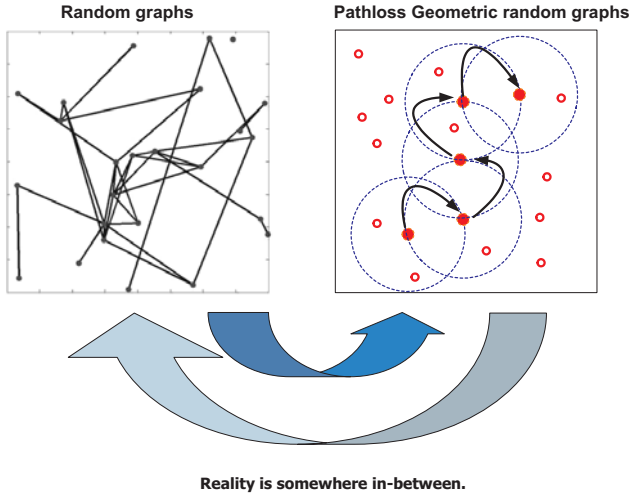 Random graphs
Pathloss Geometric random graphs
Reality is somewhere in-between.